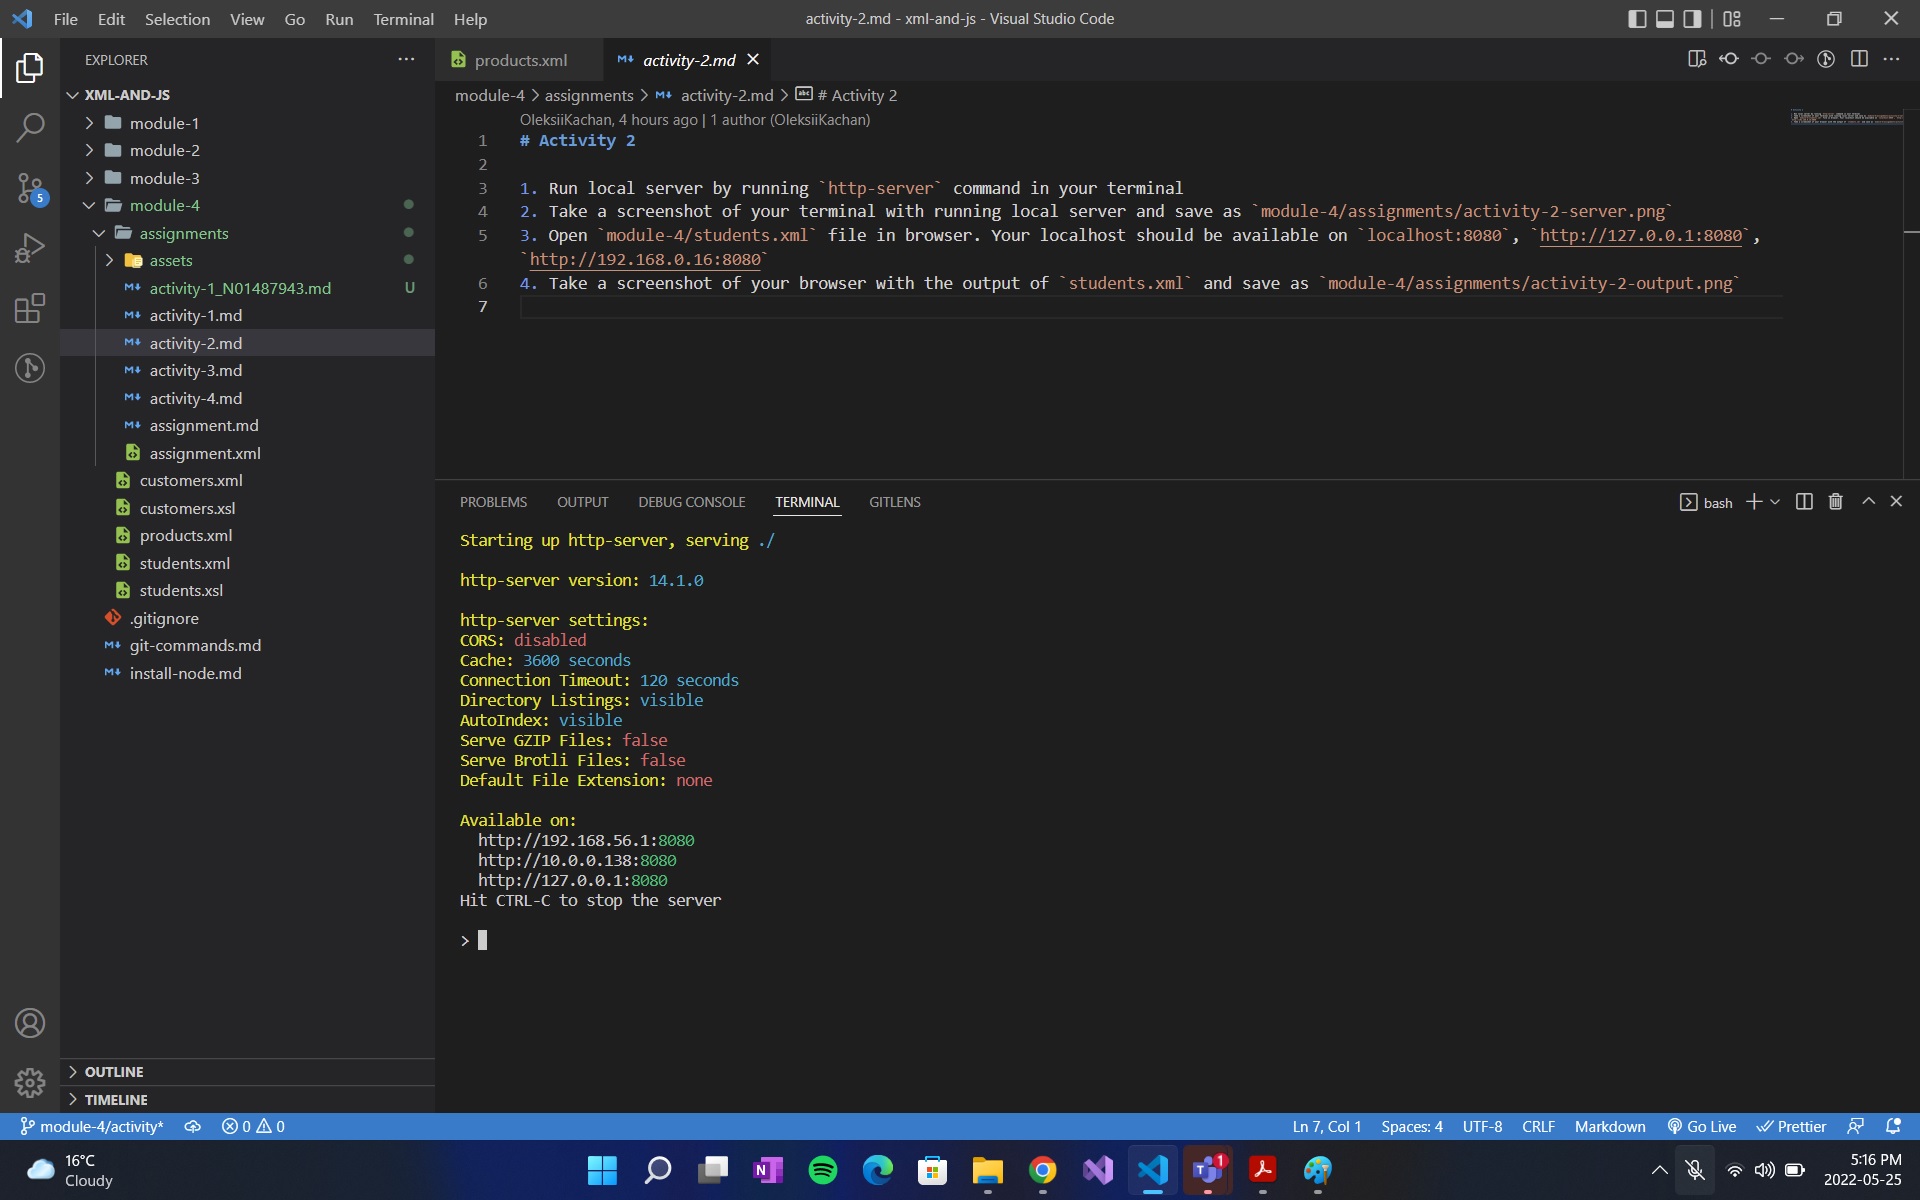 File Edit Selection View Go Run Terminal Help
activity-2.md - xml-and-js - Visual Studio Code
EXPLORER
XML-AND-JS
module-1
module-2
module-3
module-4
assignments
assets
activity-1_N01487943.md U
activity-1.md
activity-2.md
activity-3.md
activity-4.md
assignment.md
assignment.xml
customers.xml
customers.xsl
products.xml
students.xml
students.xsl
.gitignore
git-commands.md
install-node.md
OUTLINE
TIMELINE
5
products.xml activity-2.md
module-4 > assignments > activity-2.md > # Activity 2
OleksiiKachan, 4 hours ago | 1 author (OleksiiKachan)
1 # Activity 2
2
3 1. Run local server by running `http-server` command in your terminal
4 2. Take a screenshot of your terminal with running local server and save as `module-4/assignments/activity-2-server.png`
5 3. Open `module-4/students.xml` file in browser. Your localhost should be available on `localhost:8080`, `http://127.0.0.1:8080`,
`http://192.168.0.16:8080`
6 4. Take a screenshot of your browser with the output of `students.xml` and save as `module-4/assignments/activity-2-output.png`
7
PROBLEMS OUTPUT DEBUG CONSOLE TERMINAL GITLENS
bash
Starting up http-server, serving ./
http-server version: 14.1.0
http-server settings:
CORS: disabled
Cache: 3600 seconds
Connection Timeout: 120 seconds
Directory Listings: visible
AutoIndex: visible
Serve GZIP Files: false
Serve Brotli Files: false
Default File Extension: none
Available on:
http://192.168.56.1:8080
http://10.0.0.138:8080
http://127.0.0.1:8080
Hit CTRL-C to stop the server
>
module-4/activity* 0 0
Ln 7, Col 1 Spaces: 4 UTF-8 CRLF Markdown Go Live Prettier
16°C
Cloudy
1
5:16 PM
2022-05-25